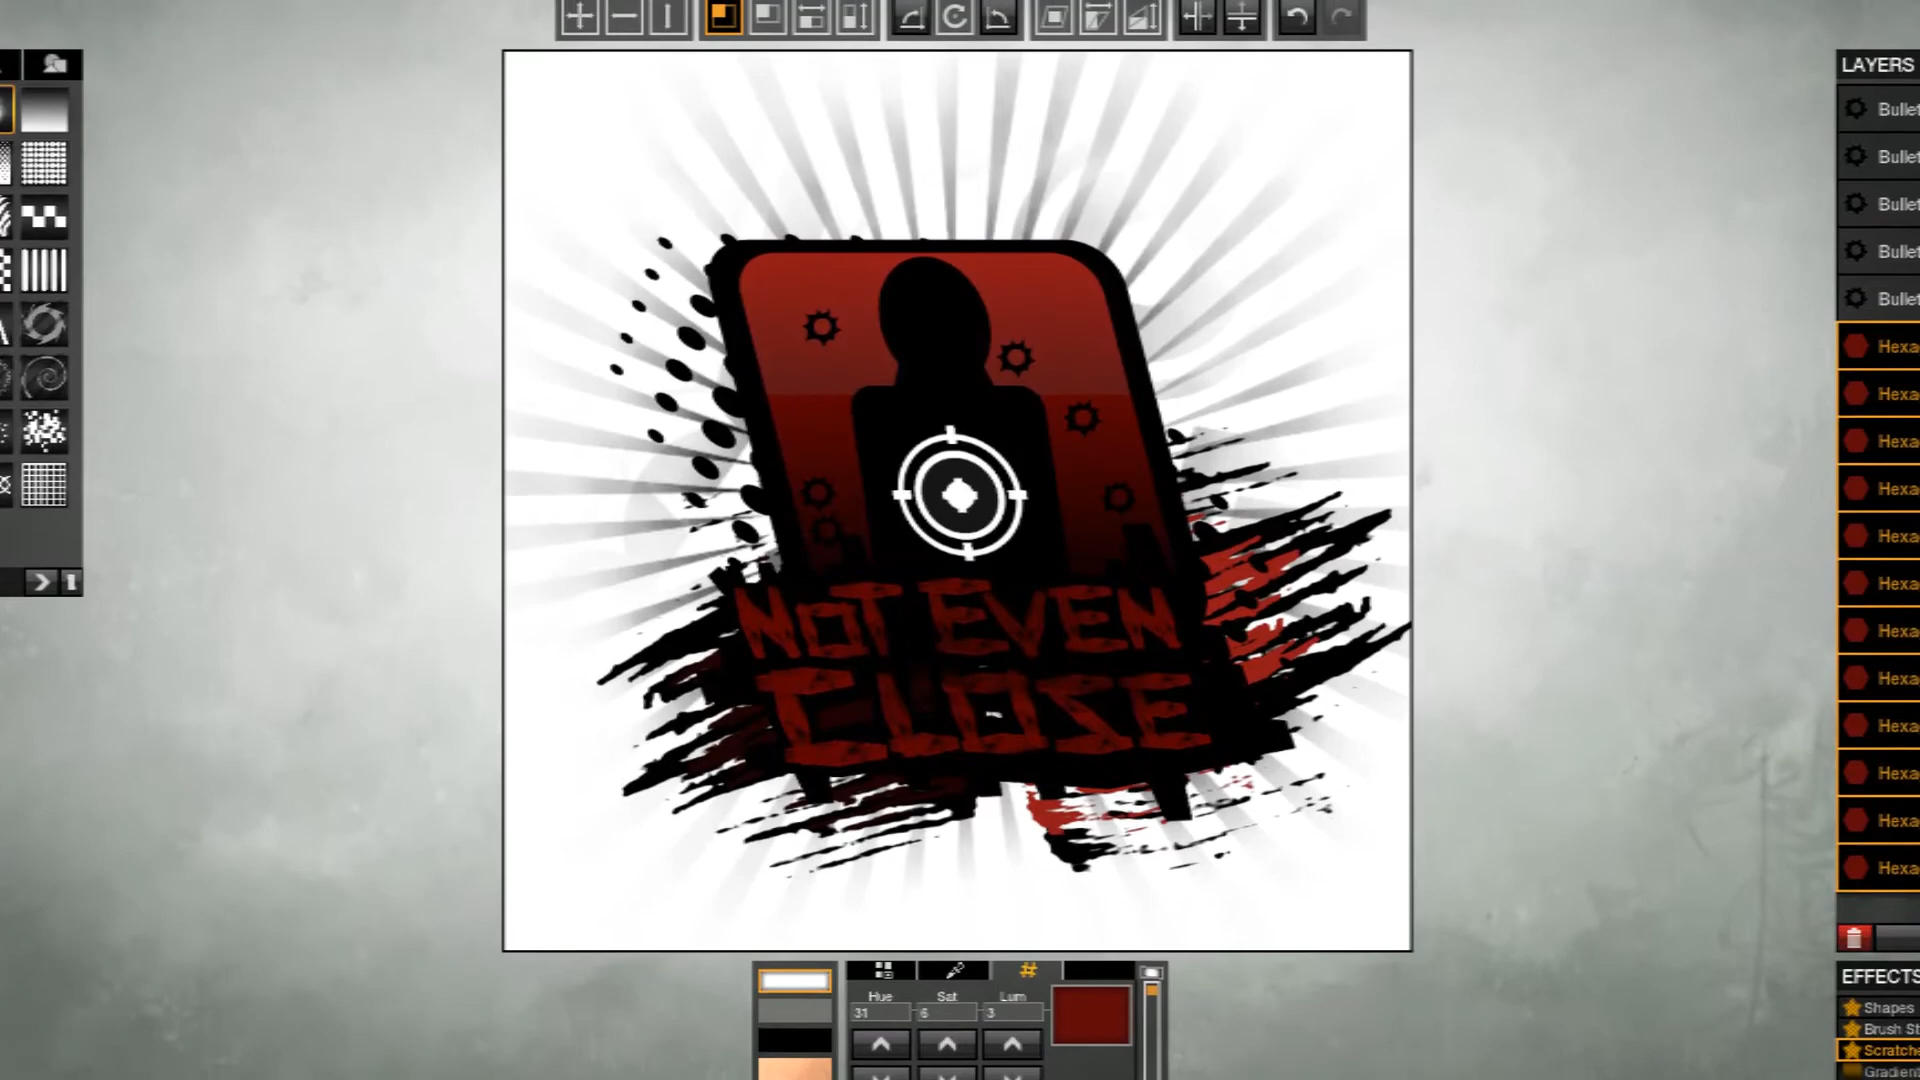 LAYERS
Bullet
Bullet
Bullet
Bullet
Bullet
Hexa
Hexa
Hexa
Hexa
Hexa
Hexa
Hexa
Hexa
Hexa
Hexa
Hexa
Hexa
NOT EVEN
CLOSE
Hue Sat Lum
31 6 3
EFFECTS
Shapes
Brush St
Scratche
Gradien